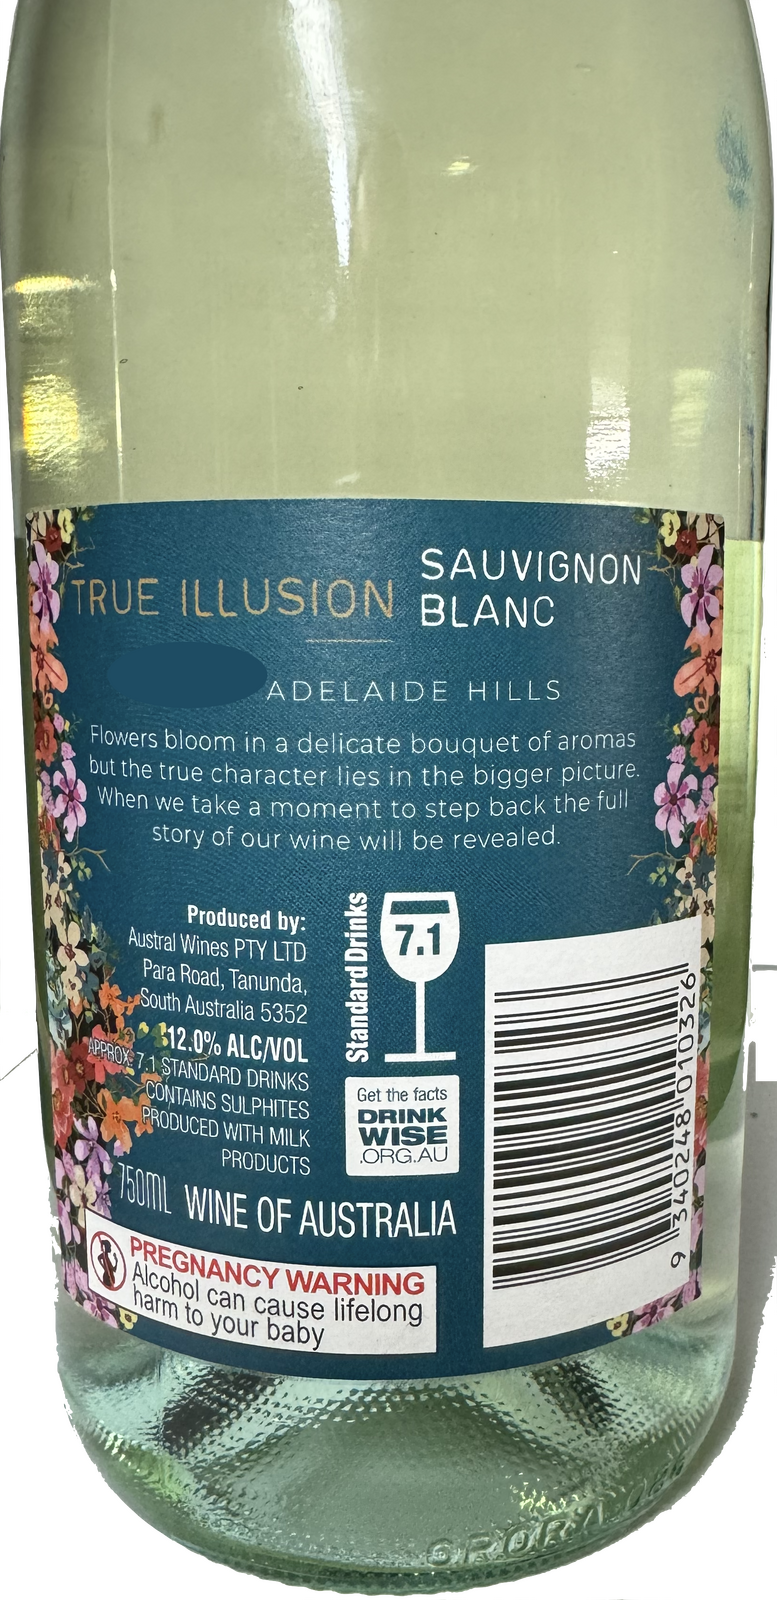 TRUE ILLUSION
SAUVIGNON
BLANC
ADELAIDE HILLS
Flowers bloom in a delicate bouquet of aromas
but the true character lies in the bigger picture.
When we take a moment to step back the full
story of our wine will be revealed.
Produced by:
Austral Wines PTY LTD
Para Road, Tanunda,
South Australia 5352
12.0% ALC/VOL
APPROX. 7.1 STANDARD DRINKS
CONTAINS SULPHITES
PRODUCED WITH MILK
PRODUCTS
750ML WINE OF AUSTRALIA
Standard Drinks
7.1
Get the facts
DRINK
WISE
.ORG.AU
PREGNANCY WARNING
Alcohol can cause lifelong
harm to your baby
9 340248 010326